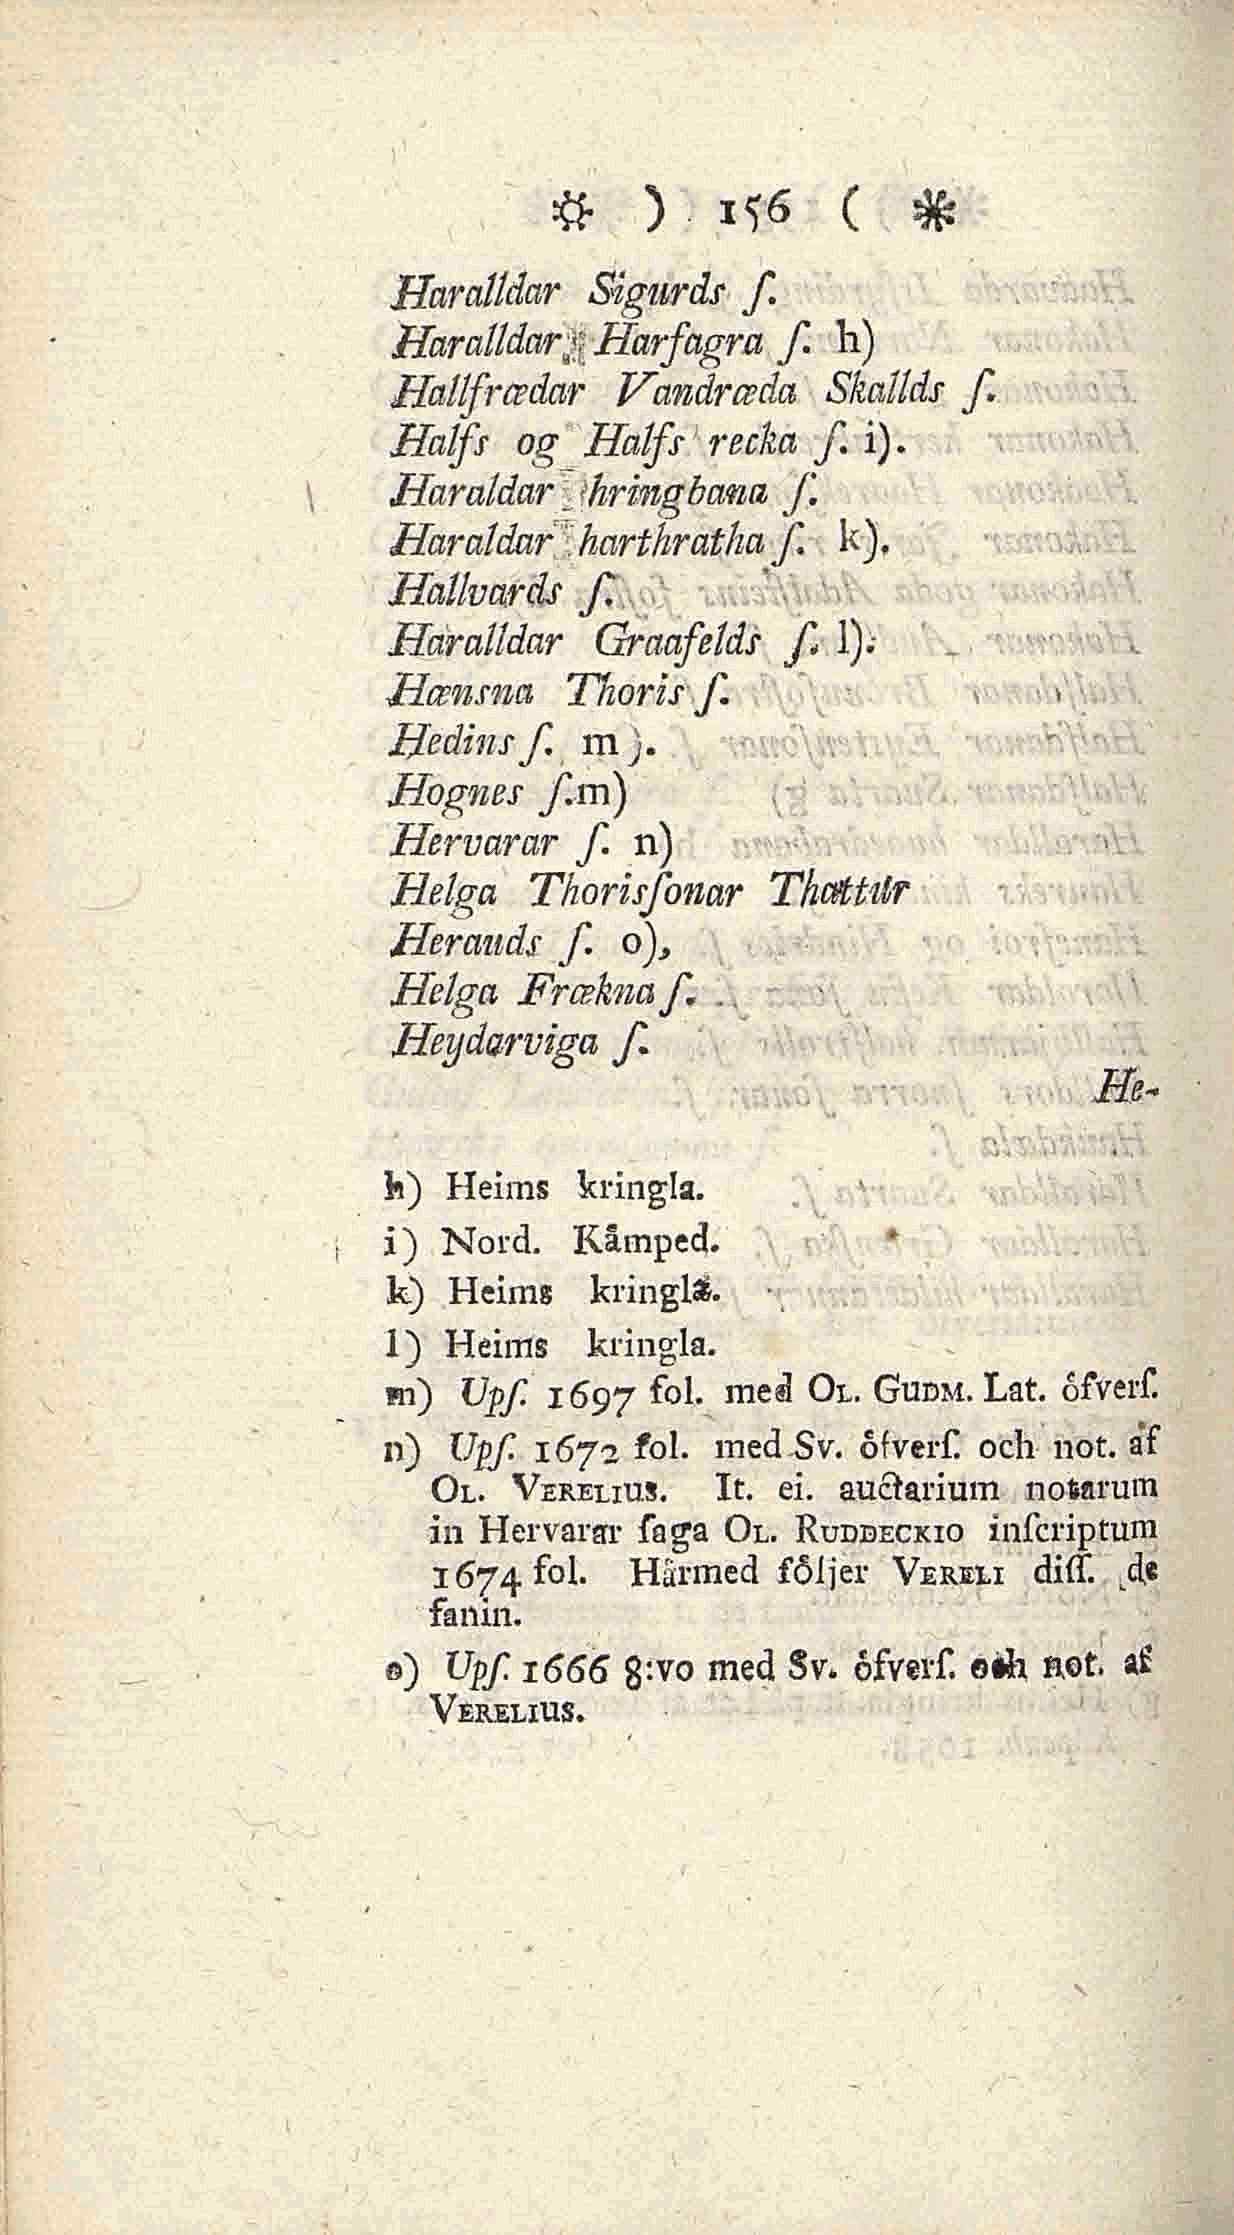 ☼ ) 156 ( *
Haralldar Sigurds ſ.
Haralldar Harfagra ſ. h)
Hallfrædar Vandræda Skallds ſ.
Halfs og Halfs recka ſ. i).
Haraldar hringbana ſ.
Haraldar harthratha ſ. k).
Hallvards ſ.
Haralldar Graafelds ſ. l).
Hænsna Thoris ſ.
Hedins ſ. m).
Hognes ſ. m)
Hervarar ſ. n)
Helga Thorisſonar Thættur
Herauds ſ. o),
Helga Frækna ſ.
Heydarviga ſ.
He-
h) Heims kringla.
i) Nord. Kåmped.
k) Heims kringla.
l) Heims kringla.
m) Upſ. 1697 fol. med OL. GUDM. Lat. öfverſ.
n) Upſ. 1672 fol. med Sv. öfverſ. och not. af
OL. VERELIUS. It. ei. auctarium notarum
in Hervarar ſaga OL. RUDBECKIO inſcriptum
1674 fol. Hårmed följer VERELI diſſ. de
fanin.
o) Upſ. 1666 8:vo med Sv. öfverſ. och not. af
VERELIUS.